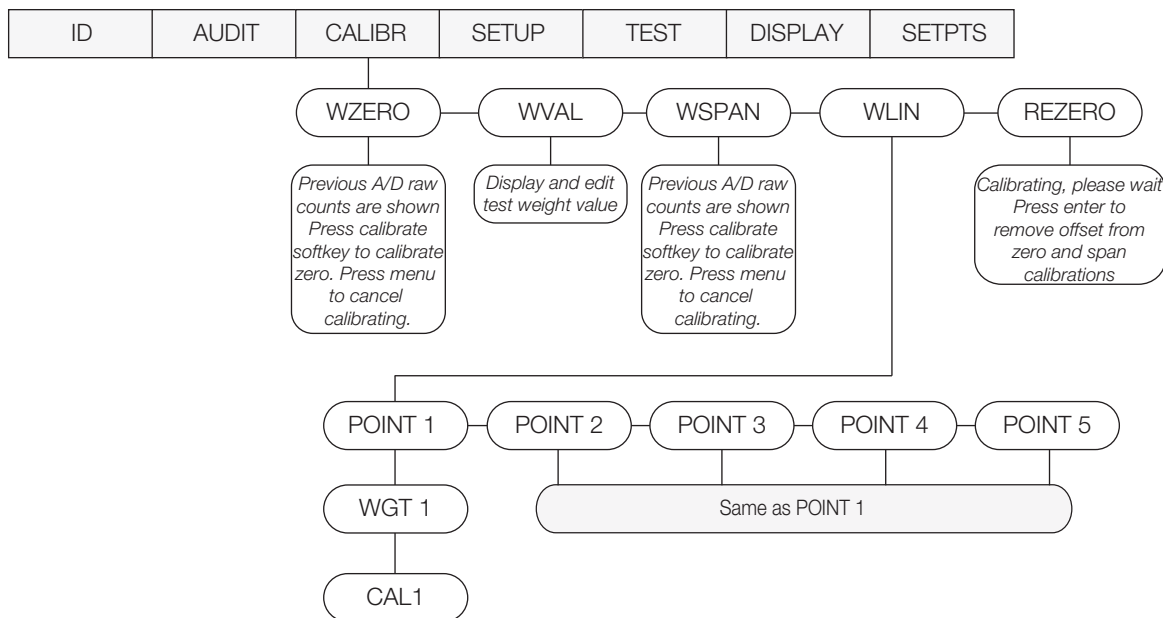 ID AUDIT CALIBR SETUP TEST DISPLAY SETPTS
WZERO WVAL WSPAN WLIN REZERO
Previous A/D raw
counts are shown
Press calibrate
softkey to calibrate
zero. Press menu
to cancel
calibrating.
Display and edit
test weight value
Previous A/D raw
counts are shown
Press calibrate
softkey to calibrate
zero. Press menu
to cancel
calibrating.
Calibrating, please wait
Press enter to
remove offset from
zero and span
calibrations
POINT 1 POINT 2 POINT 3 POINT 4 POINT 5
WGT 1
Same as POINT 1
CAL1